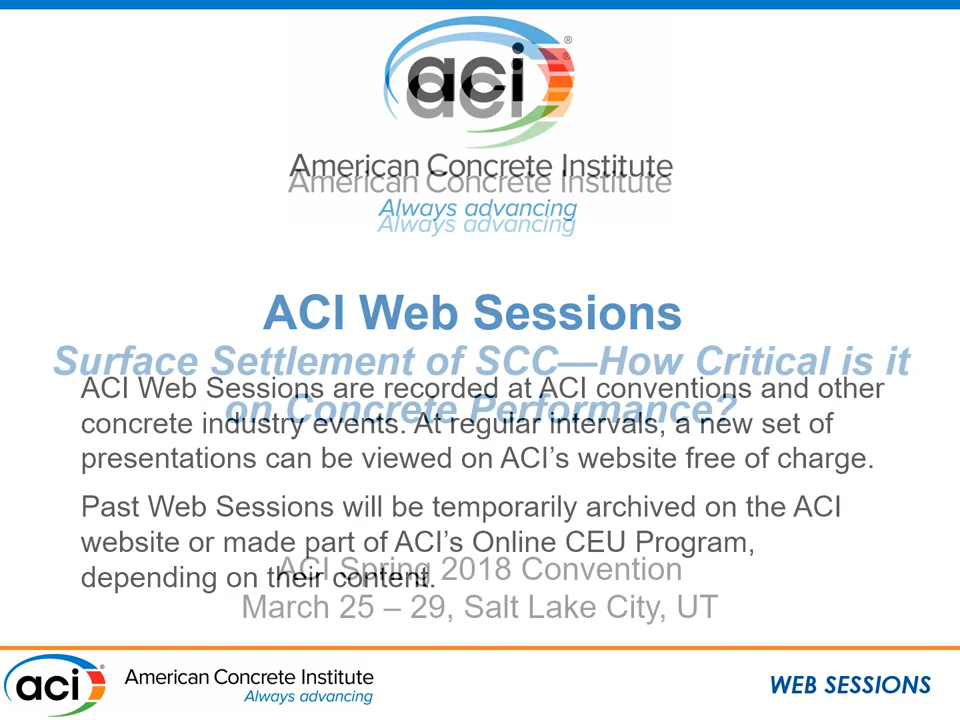 aci
American Concrete Institute
American Concrete Institute
Always advancing
Always advancing
ACI Web Sessions
Surface Settlement of SCC—How Critical is it
on Concrete Performance?
ACI Web Sessions are recorded at ACI conventions and other
concrete industry events. At regular intervals, a new set of
presentations can be viewed on ACI’s website free of charge.
Past Web Sessions will be temporarily archived on the ACI
website or made part of ACI’s Online CEU Program,
depending on their content.
ACI Spring 2018 Convention
March 25 – 29, Salt Lake City, UT
aci
American Concrete Institute
Always advancing
WEB SESSIONS